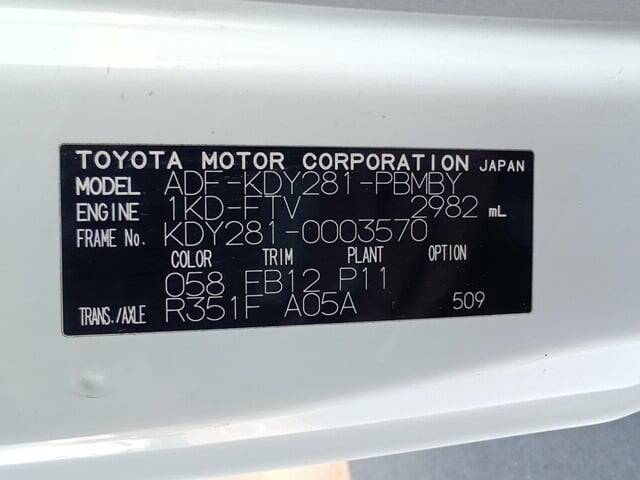 TOYOTA MOTOR CORPORATION JAPAN
MODEL ADF-KDY281-PBMBY
ENGINE 1KD-FTV 2982 mL
FRAME No. KDY281-0003570
COLOR TRIM PLANT OPTION
058 FB12 P11
TRANS./AXLE R351F A05A 509